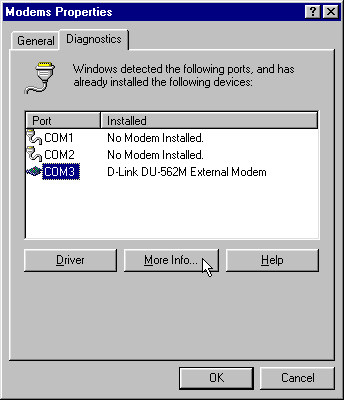 Modems Properties
General Diagnostics
Windows detected the following ports, and has
already installed the following devices:
Port Installed
COM1 No Modem Installed.
COM2 No Modem Installed.
COM3 D-Link DU-562M External Modem
Driver More Info... Help
OK Cancel